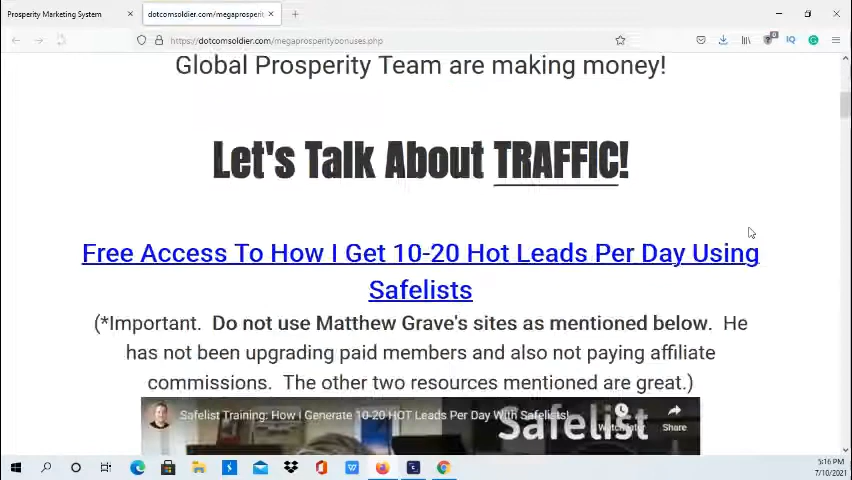 Prosperity Marketing System
dotcomsoldier.com/megaprosperit
https://dotcomsoldier.com/megaprosperitybonuses.php
Global Prosperity Team are making money!
Let's Talk About TRAFFIC!
Free Access To How I Get 10-20 Hot Leads Per Day Using
Safelists
(*Important. Do not use Matthew Grave's sites as mentioned below. He
has not been upgrading paid members and also not paying affiliate
commissions. The other two resources mentioned are great.)
Safelist Training: How I Generate 10-20 HOT Leads Per Day With Safelists!
Safelist
Watch later
Share
5:16 PM
7/10/2021